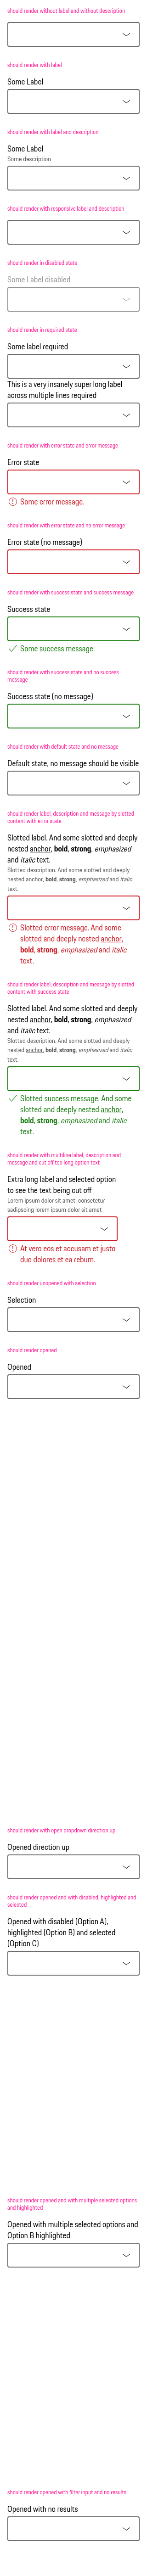 should render without label and without description
should render with label
Some Label
should render with label and description
Some Label
Some description
should render with responsive label and description
should render in disabled state
Some Label disabled
should render in required state
Some label required
This is a very insanely super long label
across multiple lines required
should render with error state and error message
Error state
Some error message.
should render with error state and no error message
Error state (no message)
should render with success state and success message
Success state
Some success message.
should render with success state and no success
message
Success state (no message)
should render with default state and no message
Default state, no message should be visible
should render label, description and message by slotted
content with error state
Slotted label. And some slotted and deeply
nested anchor, bold, strong, emphasized
and italic text.
Slotted description. And some slotted and deeply
nested anchor, bold, strong, emphasized and italic
text.
Slotted error message. And some
slotted and deeply nested anchor,
bold, strong, emphasized and italic
text.
should render label, description and message by slotted
content with success state
Slotted label. And some slotted and deeply
nested anchor, bold, strong, emphasized
and italic text.
Slotted description. And some slotted and deeply
nested anchor, bold, strong, emphasized and italic
text.
Slotted success message. And some
slotted and deeply nested anchor,
bold, strong, emphasized and italic
text.
should render with multiline label, description and
message and cut off too long option text
Extra long label and selected option
to see the text being cut off
Lorem ipsum dolor sit amet, consetetur
sadipscing lorem ipsum dolor sit amet
At vero eos et accusam et justo
duo dolores et ea rebum.
should render unopened with selection
Selection
should render opened
Opened
should render with open dropdown direction up
Opened direction up
should render opened and with disabled, highlighted and
selected
Opened with disabled (Option A),
highlighted (Option B) and selected
(Option C)
should render opened and with multiple selected options
and highlighted
Opened with multiple selected options and
Option B highlighted
should render opened with filter input and no results
Opened with no results